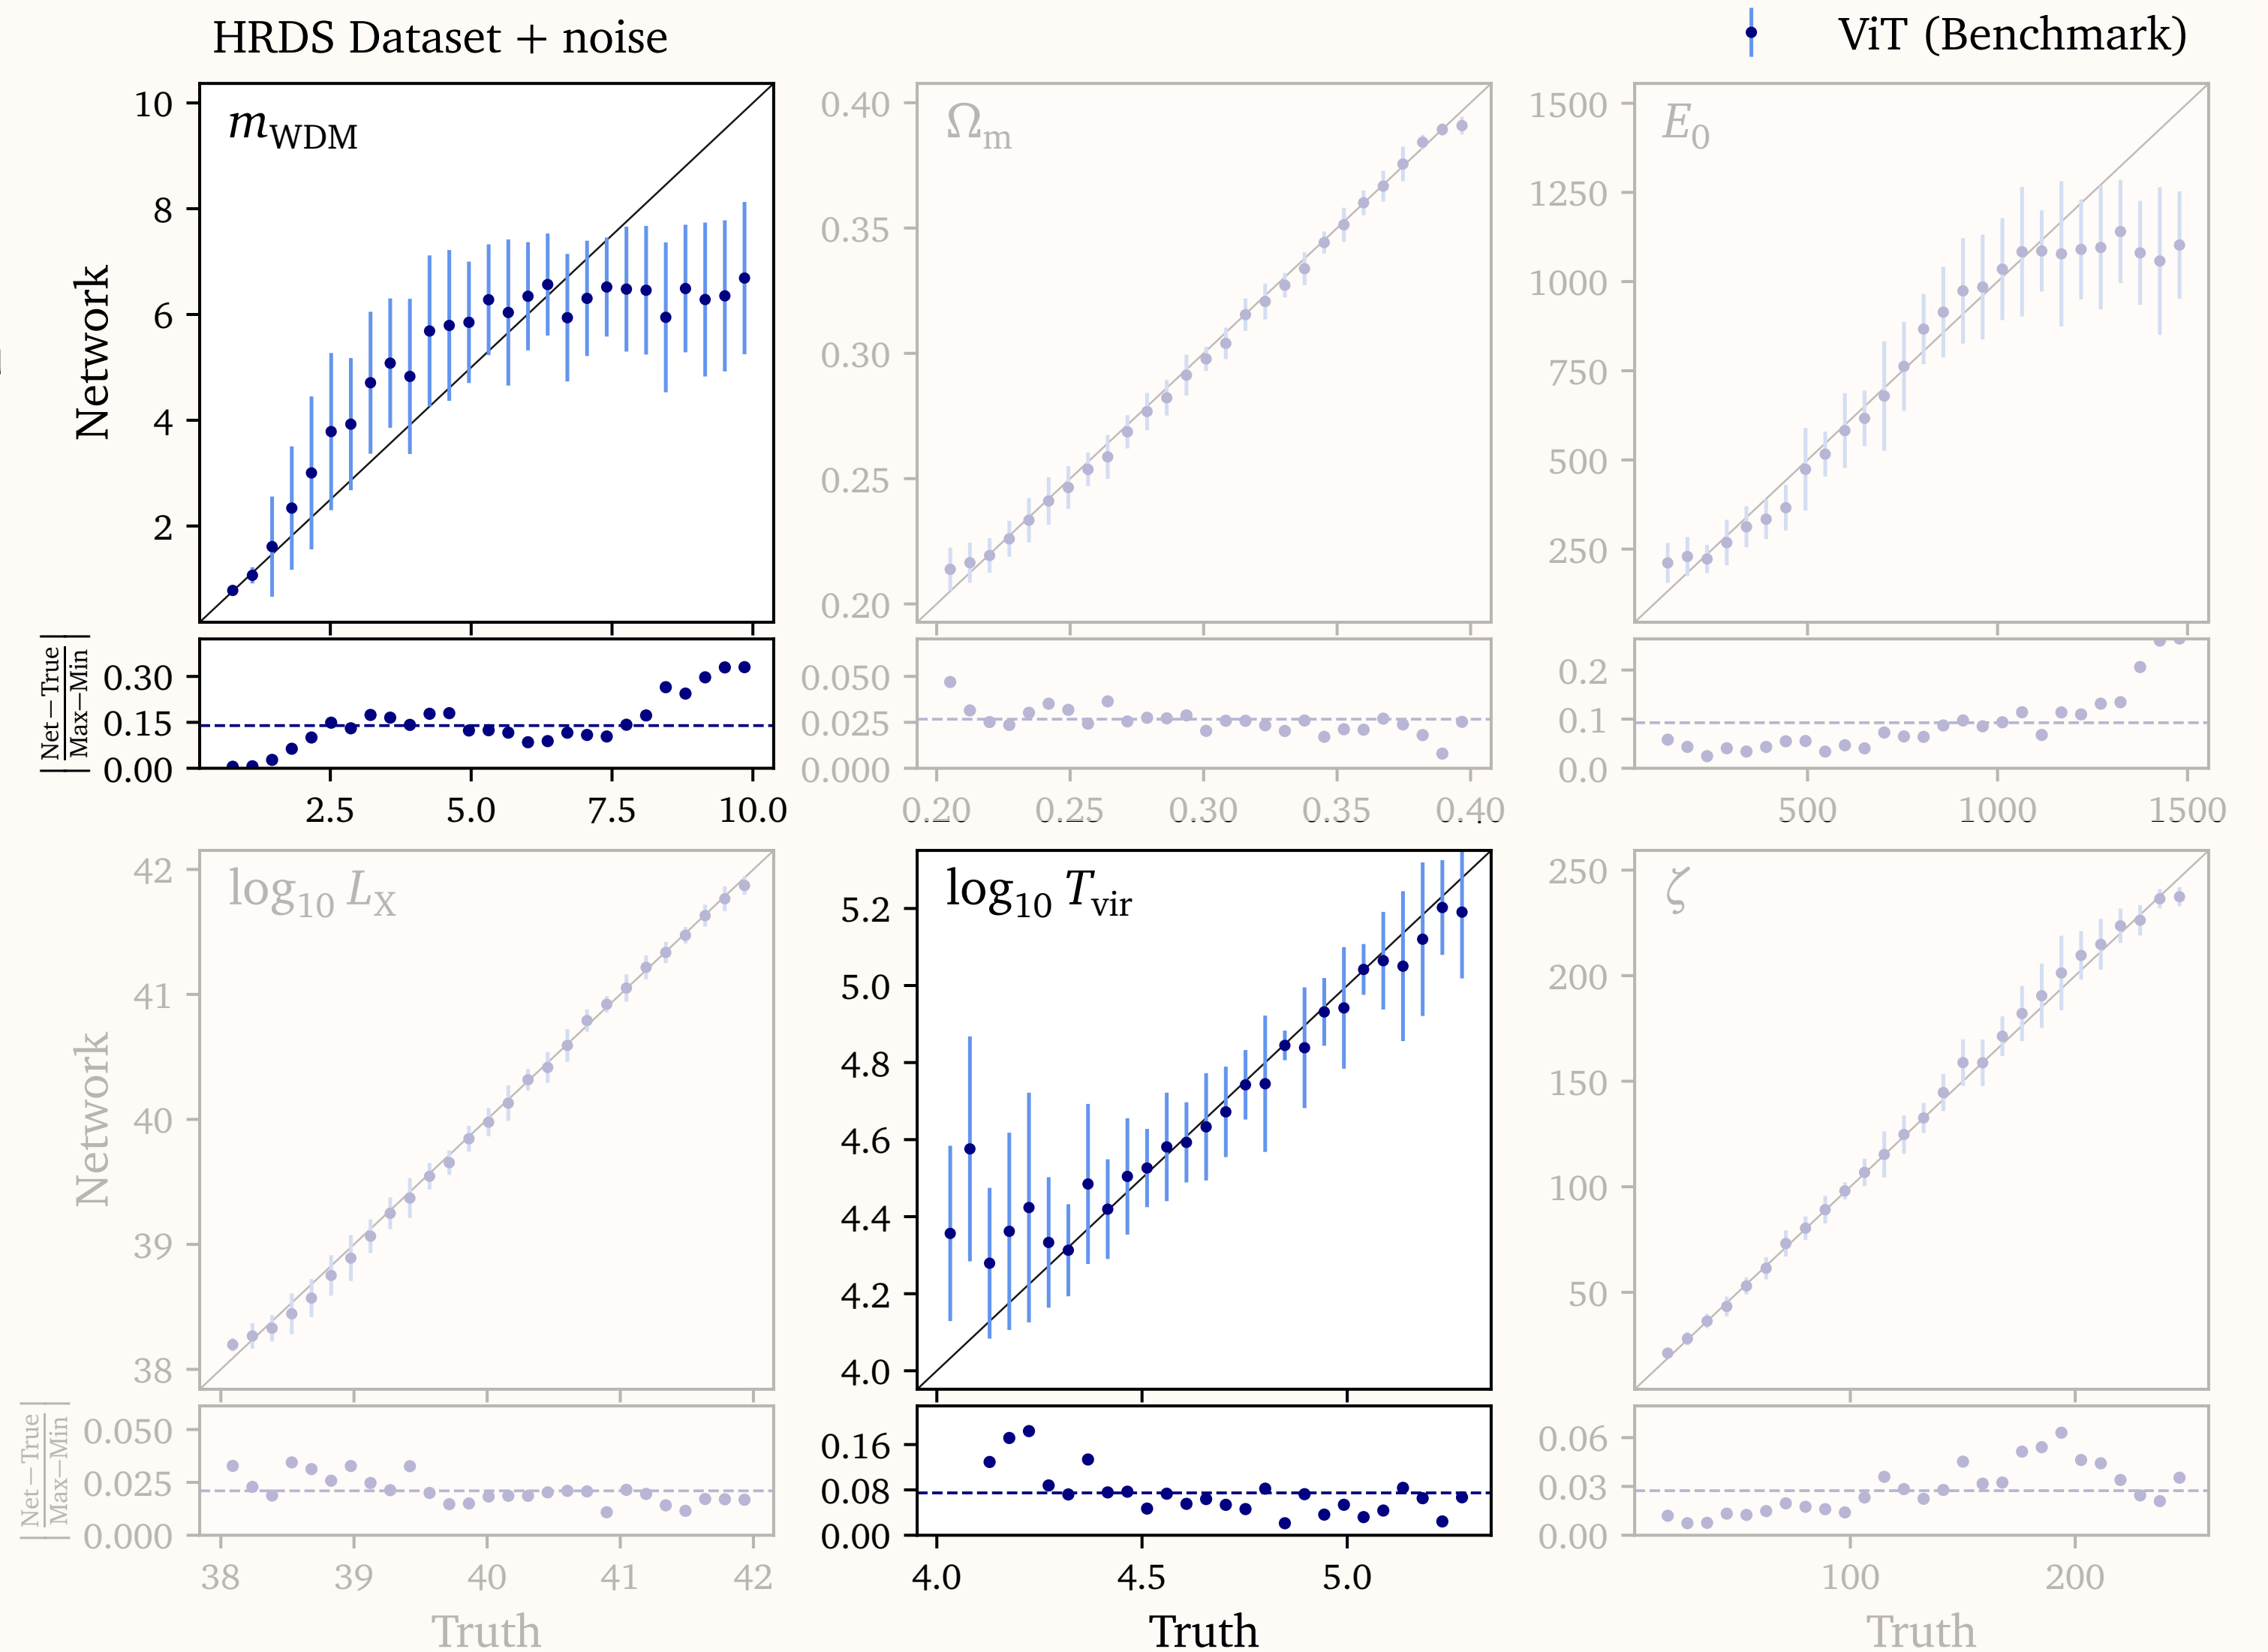 HRDS Dataset + noise
ViT (Benchmark)
m_WDM
Ω_m
E_0
10
8
6
4
2
Network
0.40
0.35
0.30
0.25
0.20
1500
1250
1000
750
500
250
|Net−True / Max−Min|
0.30
0.15
0.00
0.050
0.025
0.000
0.2
0.1
0.0
2.5 5.0 7.5 10.0
0.20 0.25 0.30 0.35 0.40
500 1000 1500
log₁₀ L_X
log₁₀ T_vir
ζ
42
41
40
39
38
Network
5.2
5.0
4.8
4.6
4.4
4.2
4.0
250
200
150
100
50
|Net−True / Max−Min|
0.050
0.025
0.000
0.16
0.08
0.00
0.06
0.03
0.00
38 39 40 41 42
4.0 4.5 5.0
100 200
Truth
Truth
Truth